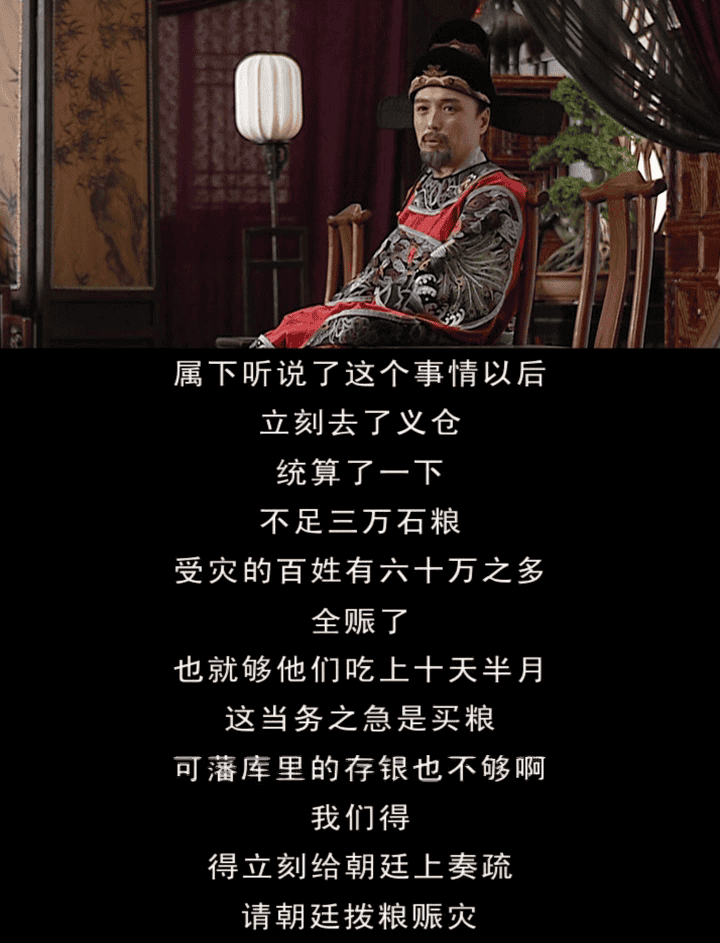 属下听说了这个事情以后
立刻去了义仓
统算了一下
不足三万石粮
受灾的百姓有六十万之多
全赈了
也就够他们吃上十天半月
这当务之急是买粮
可藩库里的存银也不够啊
我们得
得立刻给朝廷上奏疏
请朝廷拨粮赈灾